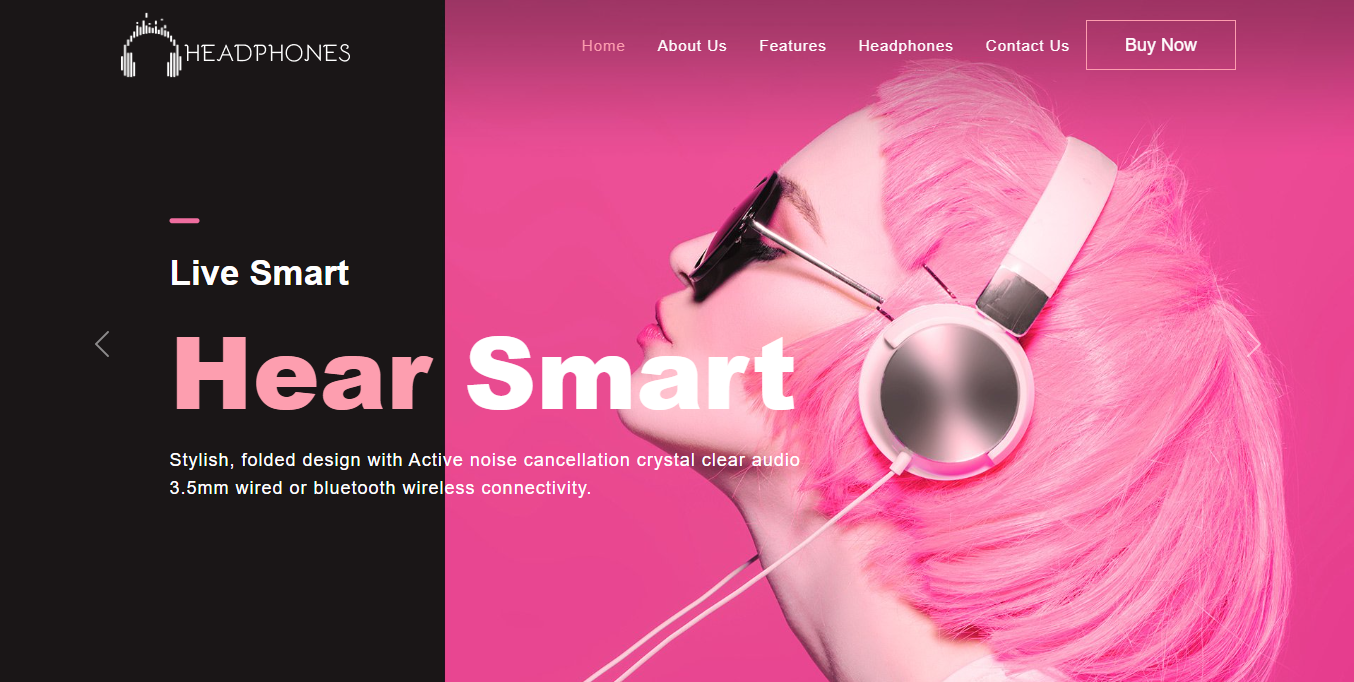 HEADPHONES
Home About Us Features Headphones Contact Us Buy Now
Live Smart
Hear Smart
Stylish, folded design with Active noise cancellation crystal clear audio
3.5mm wired or bluetooth wireless connectivity.